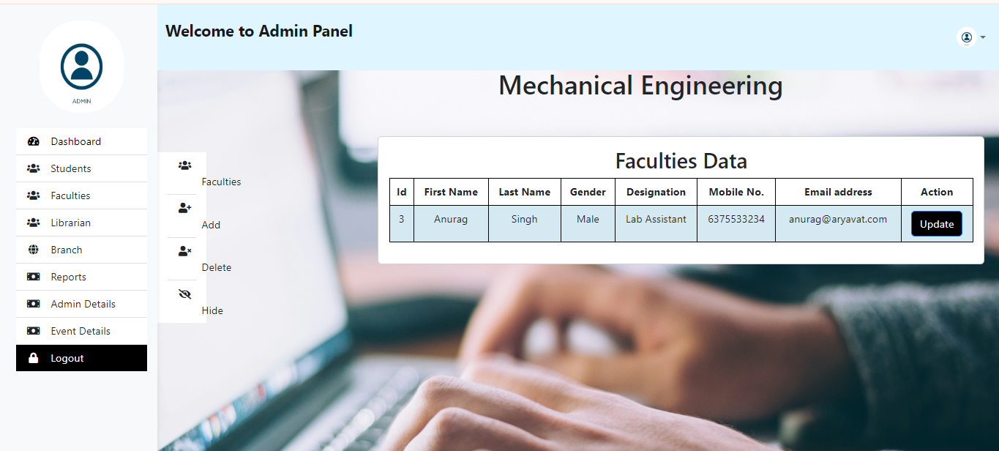 Welcome to Admin Panel
ADMIN
Dashboard
Students
Faculties
Librarian
Branch
Reports
Admin Details
Event Details
Logout
Faculties
Add
Delete
Hide
Mechanical Engineering
Faculties Data
Id First Name Last Name Gender Designation Mobile No. Email address Action
3 Anurag Singh Male Lab Assistant 6375533234 anurag@aryavat.com Update